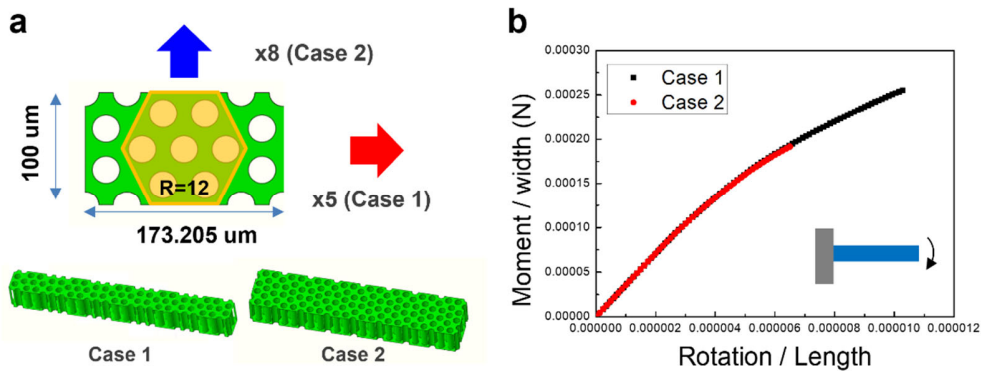 a
x8 (Case 2)
100 um
R=12
x5 (Case 1)
173.205 um
Case 1
Case 2
b
Moment / width (N)
0.00030
0.00025
0.00020
0.00015
0.00010
0.00005
0.00000
Case 1
Case 2
0.000000 0.000002 0.000004 0.000006 0.000008 0.000010 0.000012
Rotation / Length